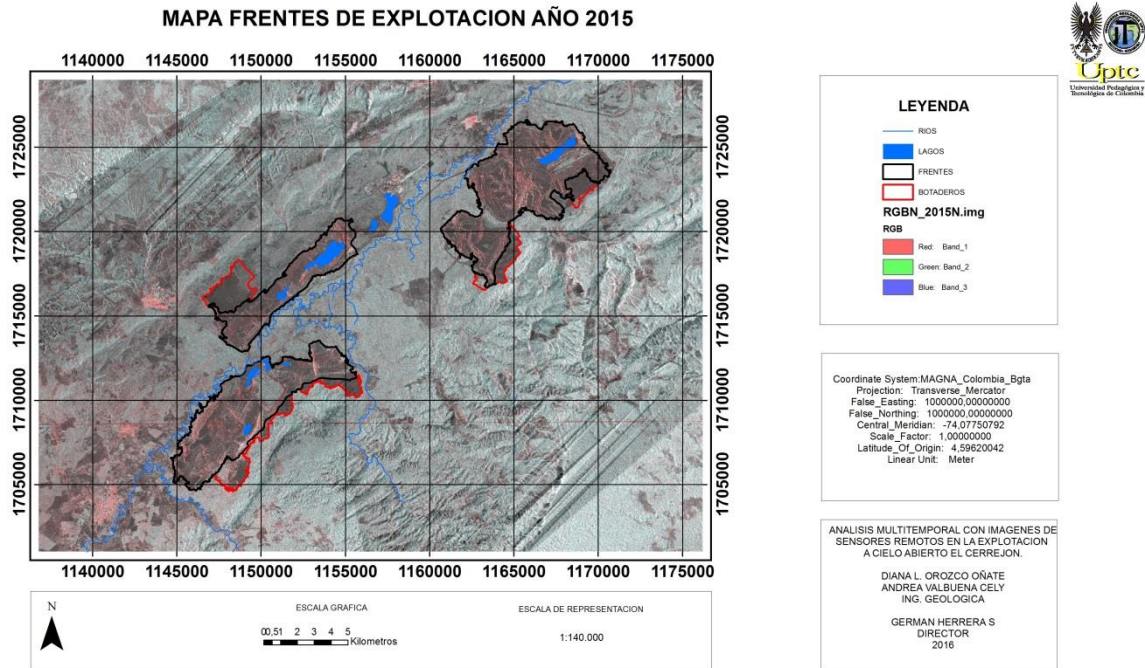 MAPA FRENTES DE EXPLOTACION AÑO 2015
Uptc
Universidad Pedagógica y
Tecnológica de Colombia
1140000 1145000 1150000 1155000 1160000 1165000 1170000 1175000
1725000 1725000
1720000 1720000
1715000 1715000
1710000 1710000
1705000 1705000
1140000 1145000 1150000 1155000 1160000 1165000 1170000 1175000
LEYENDA
RIOS
LAGOS
FRENTES
BOTADEROS
RGBN_2015N.img
RGB
Red: Band_1
Green: Band_2
Blue: Band_3
Coordinate System:MAGNA_Colombia_Bgta
Projection: Transverse_Mercator
False_Easting: 1000000,00000000
False_Northing: 1000000,00000000
Central_Meridian: -74,07750792
Scale_Factor: 1,00000000
Latitude_Of_Origin: 4,59620042
Linear Unit: Meter
ANALISIS MULTITEMPORAL CON IMAGENES DE
SENSORES REMOTOS EN LA EXPLOTACION
A CIELO ABIERTO EL CERREJON.
DIANA L. OROZCO OÑATE
ANDREA VALBUENA CELY
ING. GEOLOGICA
GERMAN HERRERA S
DIRECTOR
2016
N
ESCALA GRAFICA
00,51 2 3 4 5
Kilometros
ESCALA DE REPRESENTACION
1:140.000